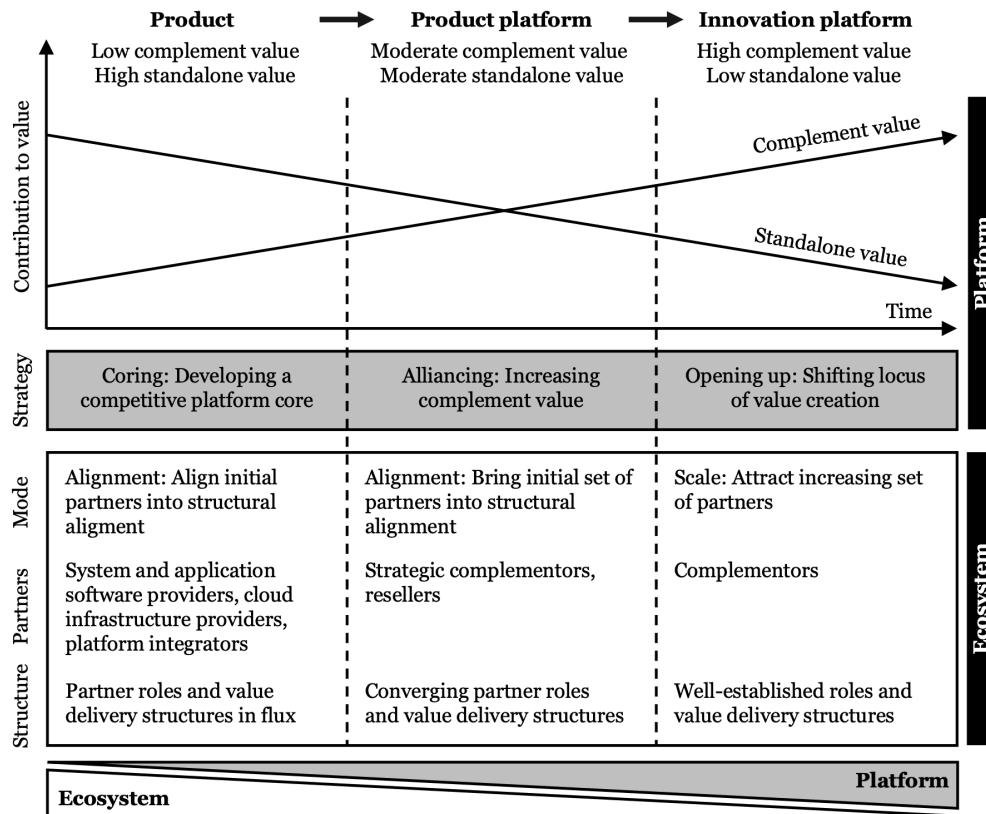 Product → Product platform → Innovation platform
Low complement value
High standalone value
Moderate complement value
Moderate standalone value
High complement value
Low standalone value
Contribution to value
Complement value
Standalone value
Time
Platform
Strategy
Coring: Developing a
competitive platform core
Alliancing: Increasing
complement value
Opening up: Shifting locus
of value creation
Mode
Alignment: Align initial
partners into structural
aligment
Alignment: Bring initial set of
partners into structural
alignment
Scale: Attract increasing set
of partners
Partners
System and application
software providers, cloud
infrastructure providers,
platform integrators
Strategic complementors,
resellers
Complementors
Structure
Partner roles and value
delivery structures in flux
Converging partner roles
and value delivery structures
Well-established roles and
value delivery structures
Ecosystem
Platform
Ecosystem